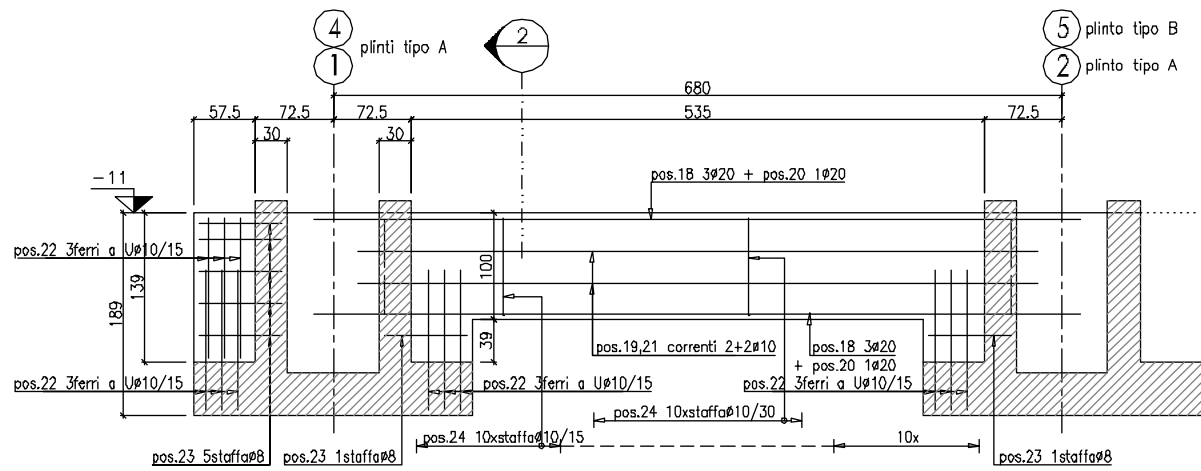 4
1
plinti tipo A
2
5
plinto tipo B
2
plinto tipo A
680
57.5
72.5
72.5
535
72.5
30
30
-11
pos.18 3ø20 + pos.20 1ø20
pos.22 3ferri a Uø10/15
139
189
100
39
pos.19,21 correnti 2+2ø10
pos.18 3ø20
+ pos.20 1ø20
pos.22 3ferri a Uø10/15
pos.22 3ferri a Uø10/15
pos.22 3ferri a Uø10/15
pos.24 10xstaffaø10/30
pos.24 10xstaffaø10/15
10x
pos.23 5staffaø8
pos.23 1staffaø8
pos.23 1staffaø8